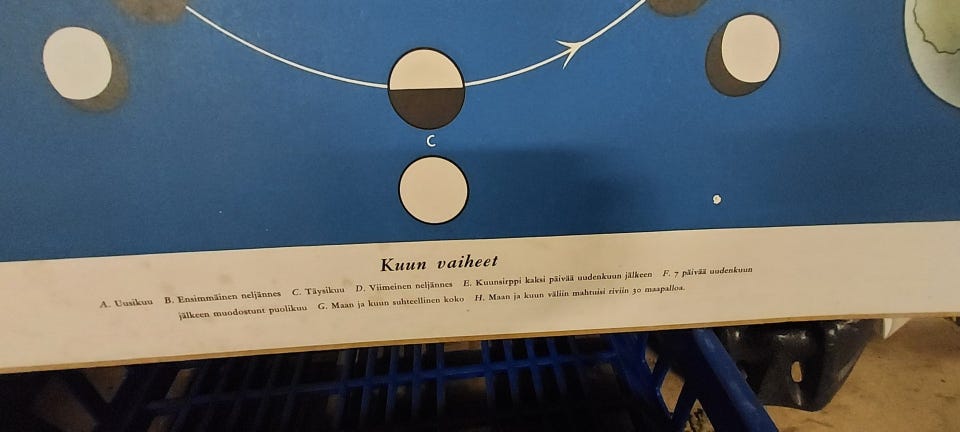 C
Kuun vaiheet
A. Uusikuu B. Ensimmäinen neljännes C. Täysikuu D. Viimeinen neljännes E. Kuunsirppi kaksi päivää uudenkuun jälkeen F. 7 päivää uudenkuun
jälkeen muodostunt puolikuu G. Maan ja kuun suhteellinen koko H. Maan ja kuun väliin mahtuisi riviin 30 maapalloa.